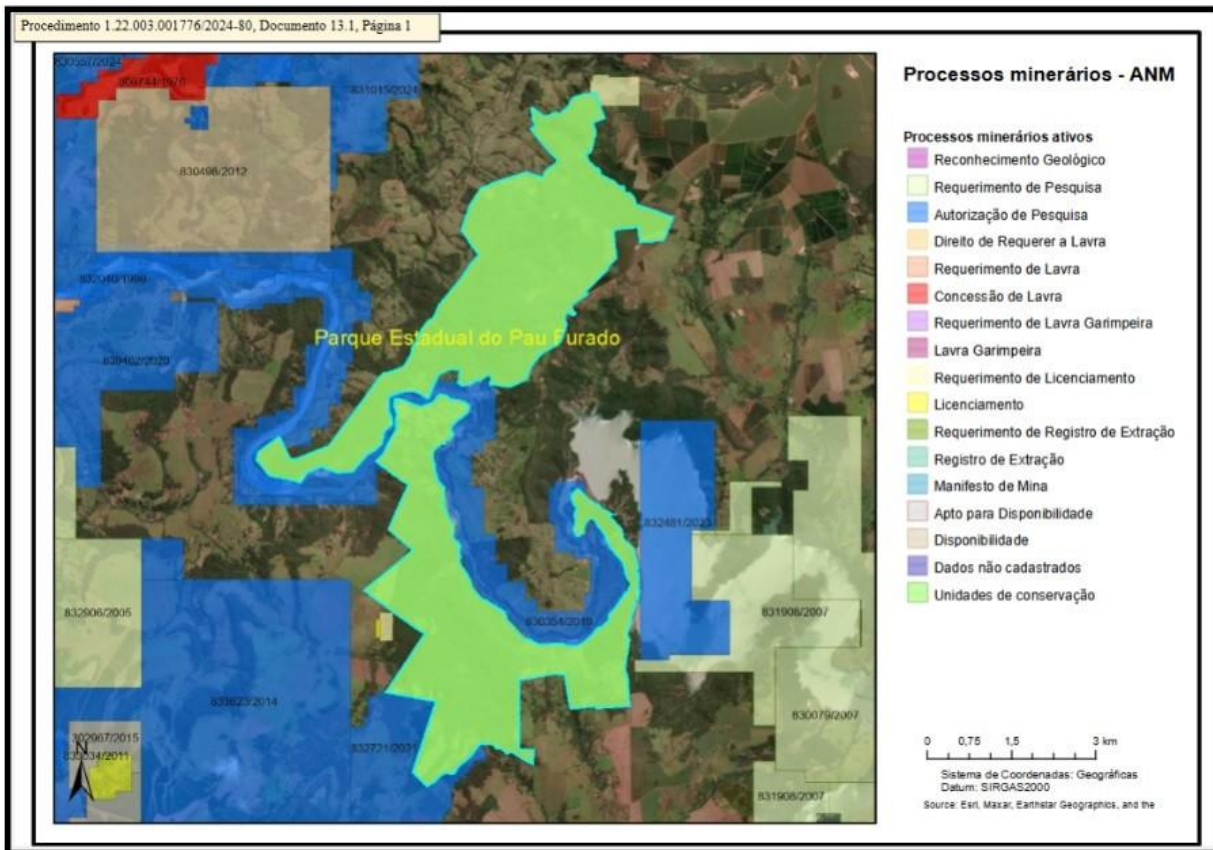 Procedimento 1.22.003.001776/2024-80, Documento 13.1, Página 1
Processos minerários - ANM
Processos minerários ativos
Reconhecimento Geológico
Requerimento de Pesquisa
Autorização de Pesquisa
Direito de Requerer a Lavra
Requerimento de Lavra
Concessão de Lavra
Requerimento de Lavra Garimpeira
Lavra Garimpeira
Requerimento de Licenciamento
Licenciamento
Requerimento de Registro de Extração
Registro de Extração
Manifesto de Mina
Apto para Disponibilidade
Disponibilidade
Dados não cadastrados
Unidades de conservação
831015/2024
830498/2012
Parque Estadual do Pau Furado
832481/2023
832906/2005
831908/2007
833623/2014
830079/2007
832721/2021
831908/2007
N
0 0,75 1,5 3 km
Sistema de Coordenadas: Geográficas
Datum: SIRGAS2000
Source: Esri, Maxar, Earthstar Geographics, and the